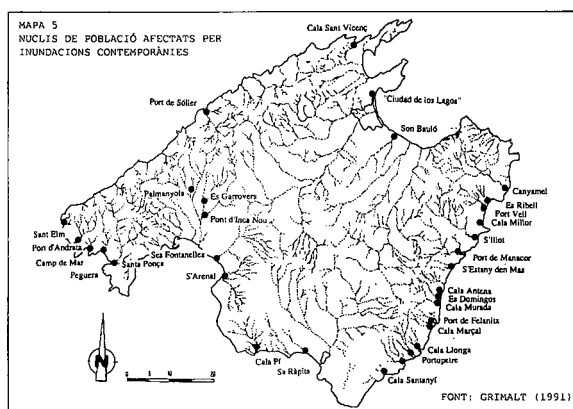 MAPA 5
NUCLIS DE POBLACIÓ AFECTATS PER
INUNDACIONS CONTEMPORÀNIES
Cala Sant Vicenç
"Ciudad de los Lagos"
Port de Sóller
Son Bauló
Palmanyola
Es Garrovers
Pont d'Inca Nou
Canyamel
Es Ribell
Port Vell
Cala Millor
S'Illot
Port de Manacor
S'Estany den Mas
Sant Elm
Port d'Andratx
Camp de Mar
Peguera
Santa Ponça
Ses Fontanelles
S'Arenal
Cala Antena
Es Domingos
Cala Murada
Port de Felanitx
Cala Marçal
Cala Llonga
Portopetre
Cala Santanyí
Cala Pí
Sa Ràpita
N
0 10 20
FONT: GRIMALT (1991)